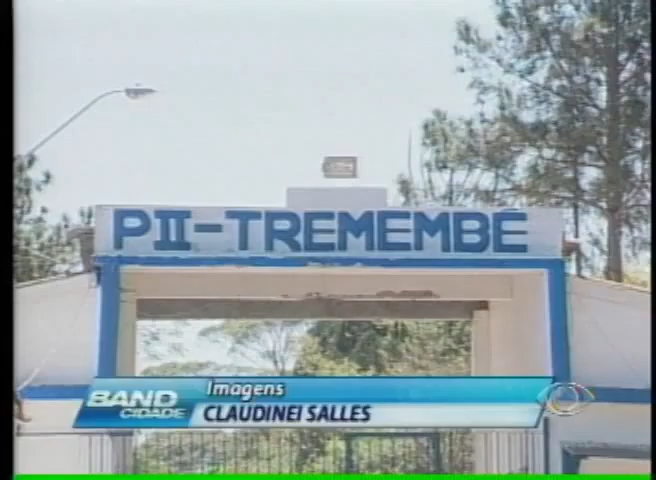 PII-TREMEMBÉ
BAND
CIDADE
Imagens
CLAUDINEI SALLES